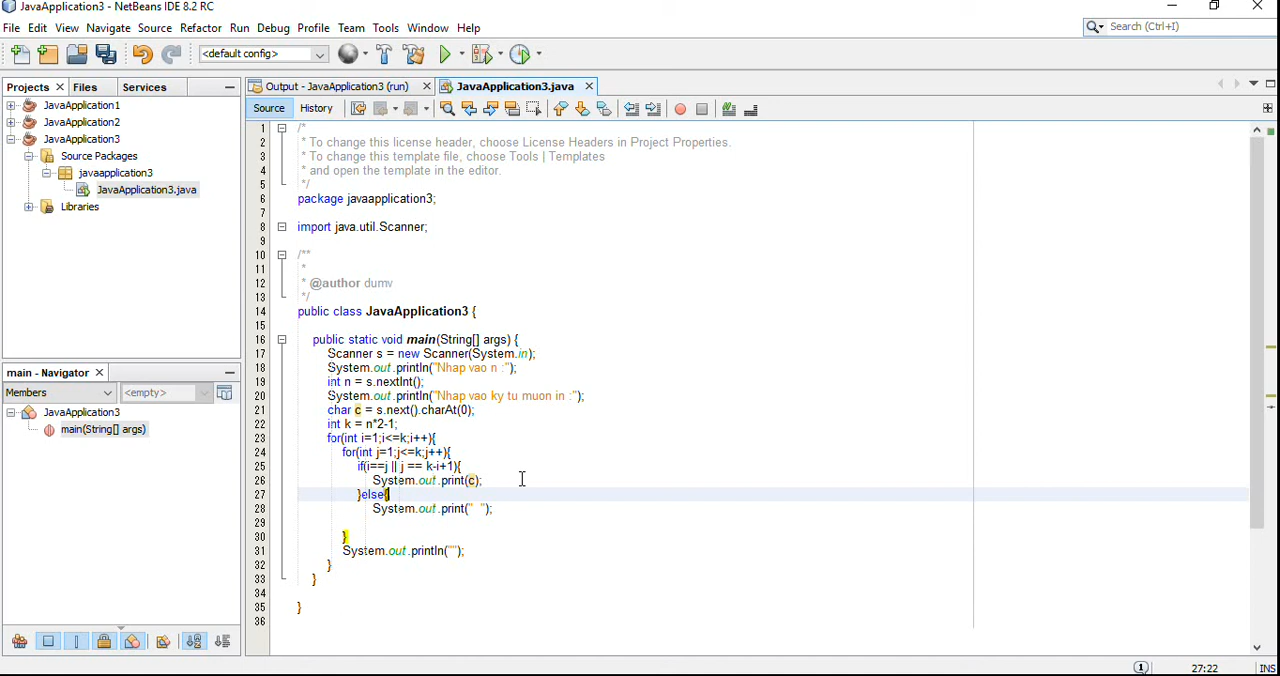 JavaApplication3 - NetBeans IDE 8.2 RC
File Edit View Navigate Source Refactor Run Debug Profile Team Tools Window Help
Search (Ctrl+I)
<default config>
Projects Files Services
Output - JavaApplication3 (run) JavaApplication3.java
Source History
JavaApplication1
JavaApplication2
JavaApplication3
Source Packages
javaapplication3
JavaApplication3.java
Libraries
main - Navigator
Members <empty>
JavaApplication3
main(String[] args)
1 /*
2 * To change this license header, choose License Headers in Project Properties.
3 * To change this template file, choose Tools | Templates
4 * and open the template in the editor.
5 */
6 package javaapplication3;
7
8 import java.util.Scanner;
9
10 /**
11 *
12 * @author dumv
13 */
14 public class JavaApplication3 {
15
16 public static void main(String[] args) {
17 Scanner s = new Scanner(System.in);
18 System.out.println("Nhap vao n :");
19 int n = s.nextInt();
20 System.out.println("Nhap vao ky tu muon in :");
21 char c = s.next().charAt(0);
22 int k = n*2-1;
23 for(int i=1;i<=k;i++){
24 for(int j=1;j<=k;j++){
25 if(i==j || j == k-i+1){
26 System.out.print(c);
27 }else{
28 System.out.print("  ");
29
30 }
31 System.out.println("");
32 }
33 }
34
35 }
36
1 27:22 INS